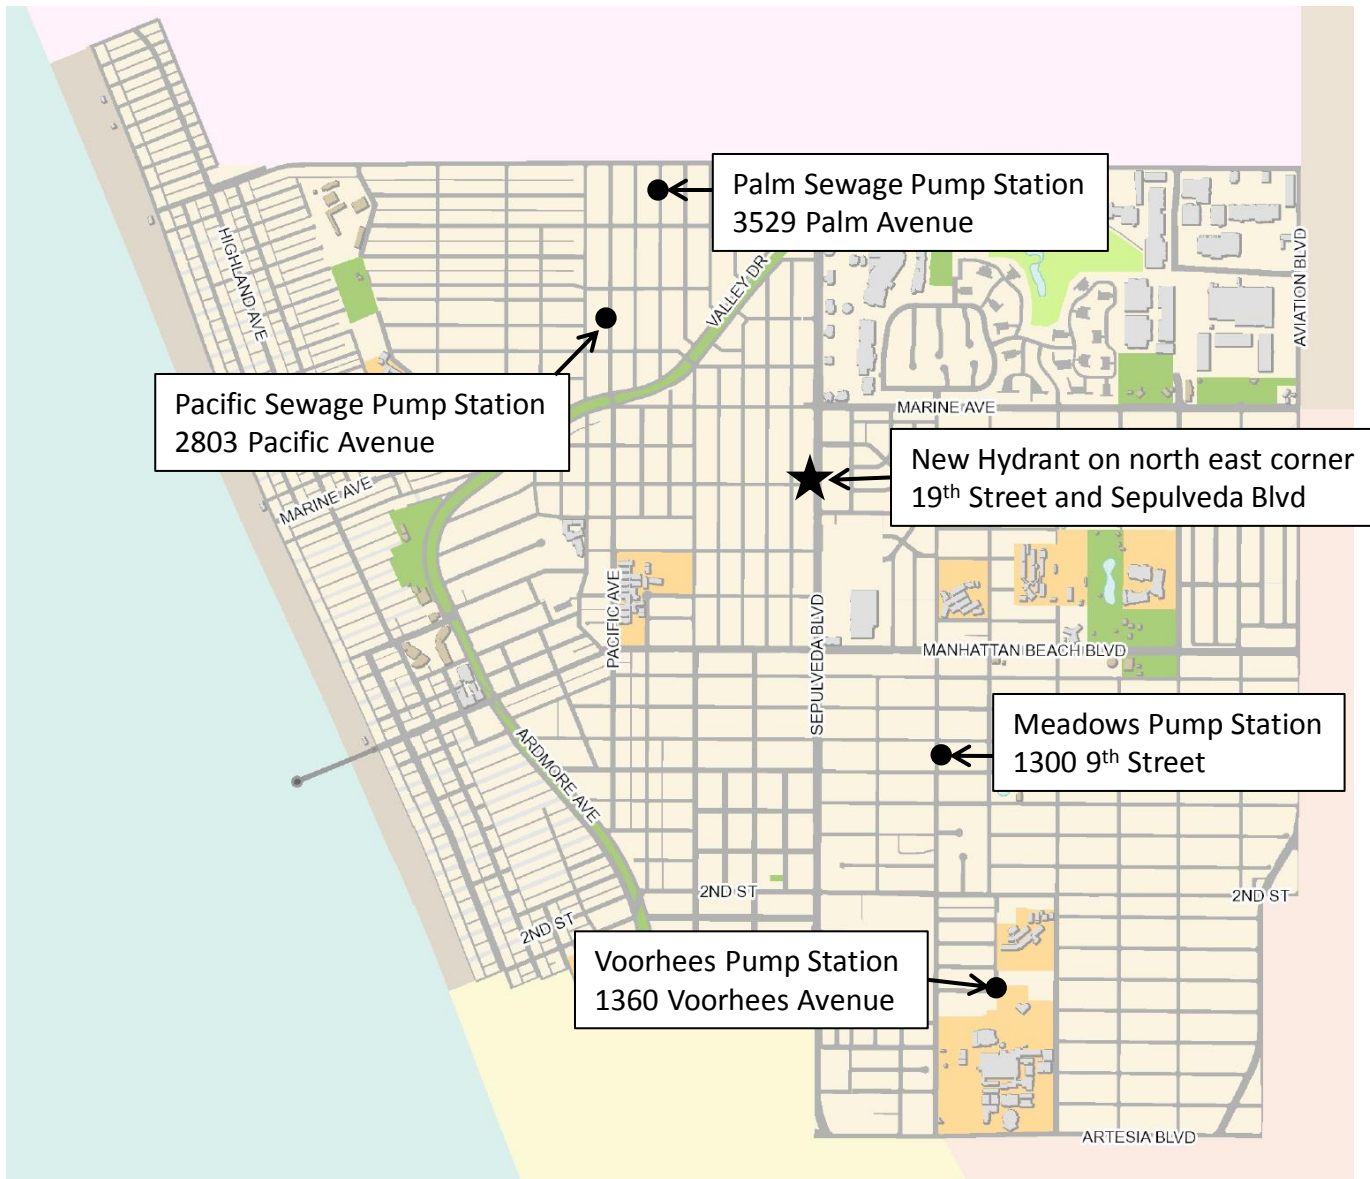 Palm Sewage Pump Station
3529 Palm Avenue
HIGHLAND AVE
VALLEY DR
AVIATION BLVD
Pacific Sewage Pump Station
2803 Pacific Avenue
MARINE AVE
New Hydrant on north east corner
19th Street and Sepulveda Blvd
MARINE AVE
PACIFIC AVE
SEPULVEDA BLVD
MANHATTAN BEACH BLVD
Meadows Pump Station
1300 9th Street
ARDMORE AVE
2ND ST
2ND ST
2ND ST
Voorhees Pump Station
1360 Voorhees Avenue
ARTESIA BLVD